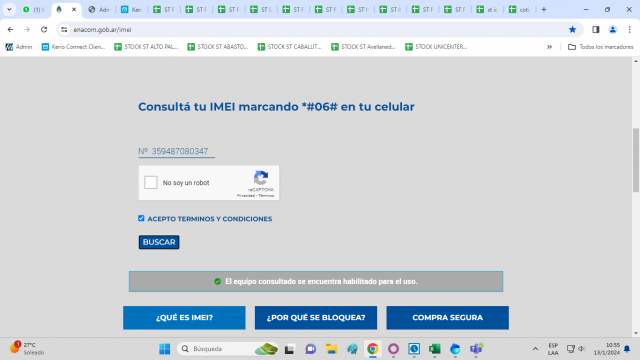 (1)
Adm
Keri
ST F
ST F
ST F
ST F
ST F
ST F
ST F
ST F
ST F
st si
coti
enacom.gob.ar/imei
Admin
Kerio Connect Clien...
STOCK ST ALTO PAL...
STOCK ST ABASTO...
STOCK ST CABALLIT...
STOCK ST Avellaned...
STOCK UNICENTER...
»
Todos los marcadores
Consultá tu IMEI marcando *#06# en tu celular
Nº 359487080347
No soy un robot
reCAPTCHA
Privacidad - Términos
ACEPTO TERMINOS Y CONDICIONES
BUSCAR
El equipo consultado se encuentra habilitado para el uso.
¿QUÉ ES IMEI?
¿POR QUÉ SE BLOQUEA?
COMPRA SEGURA
1
27°C
Soleado
Búsqueda
ESP
LAA
10:55
13/1/2024